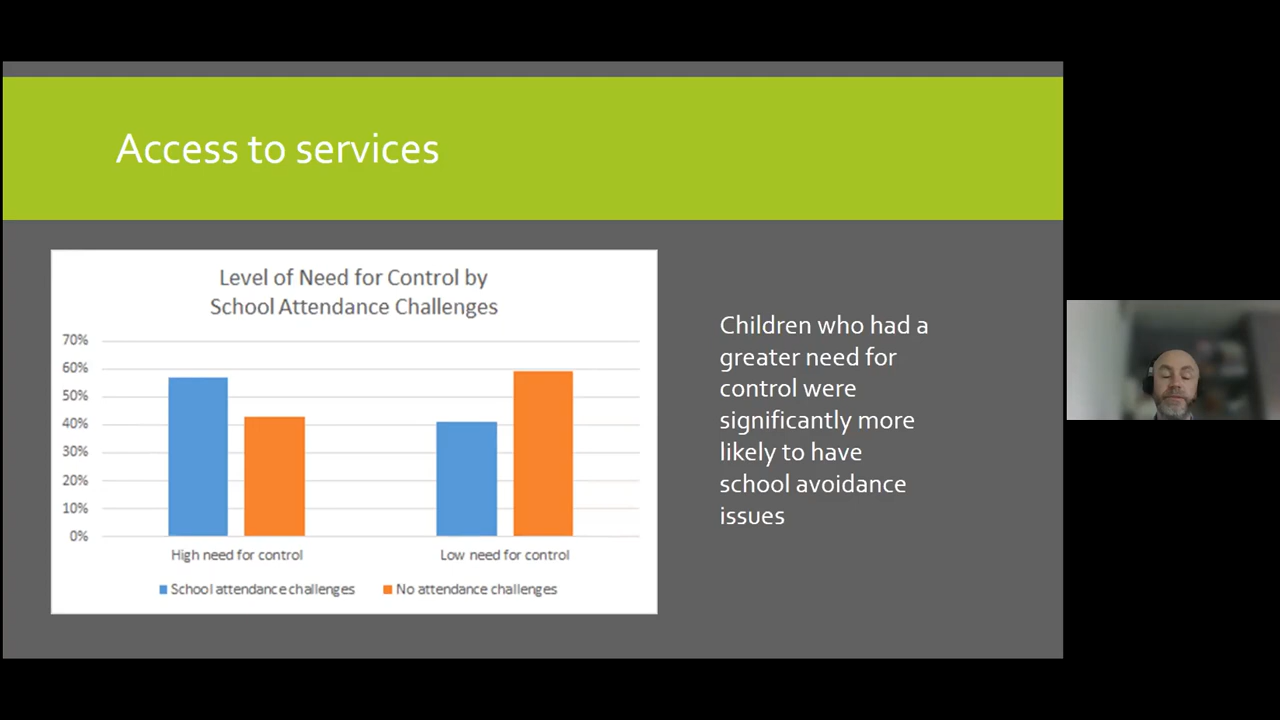 Access to services
Level of Need for Control by
School Attendance Challenges
70%
60%
50%
40%
30%
20%
10%
0%
High need for control
Low need for control
School attendance challenges
No attendance challenges
Children who had a
greater need for
control were
significantly more
likely to have
school avoidance
issues